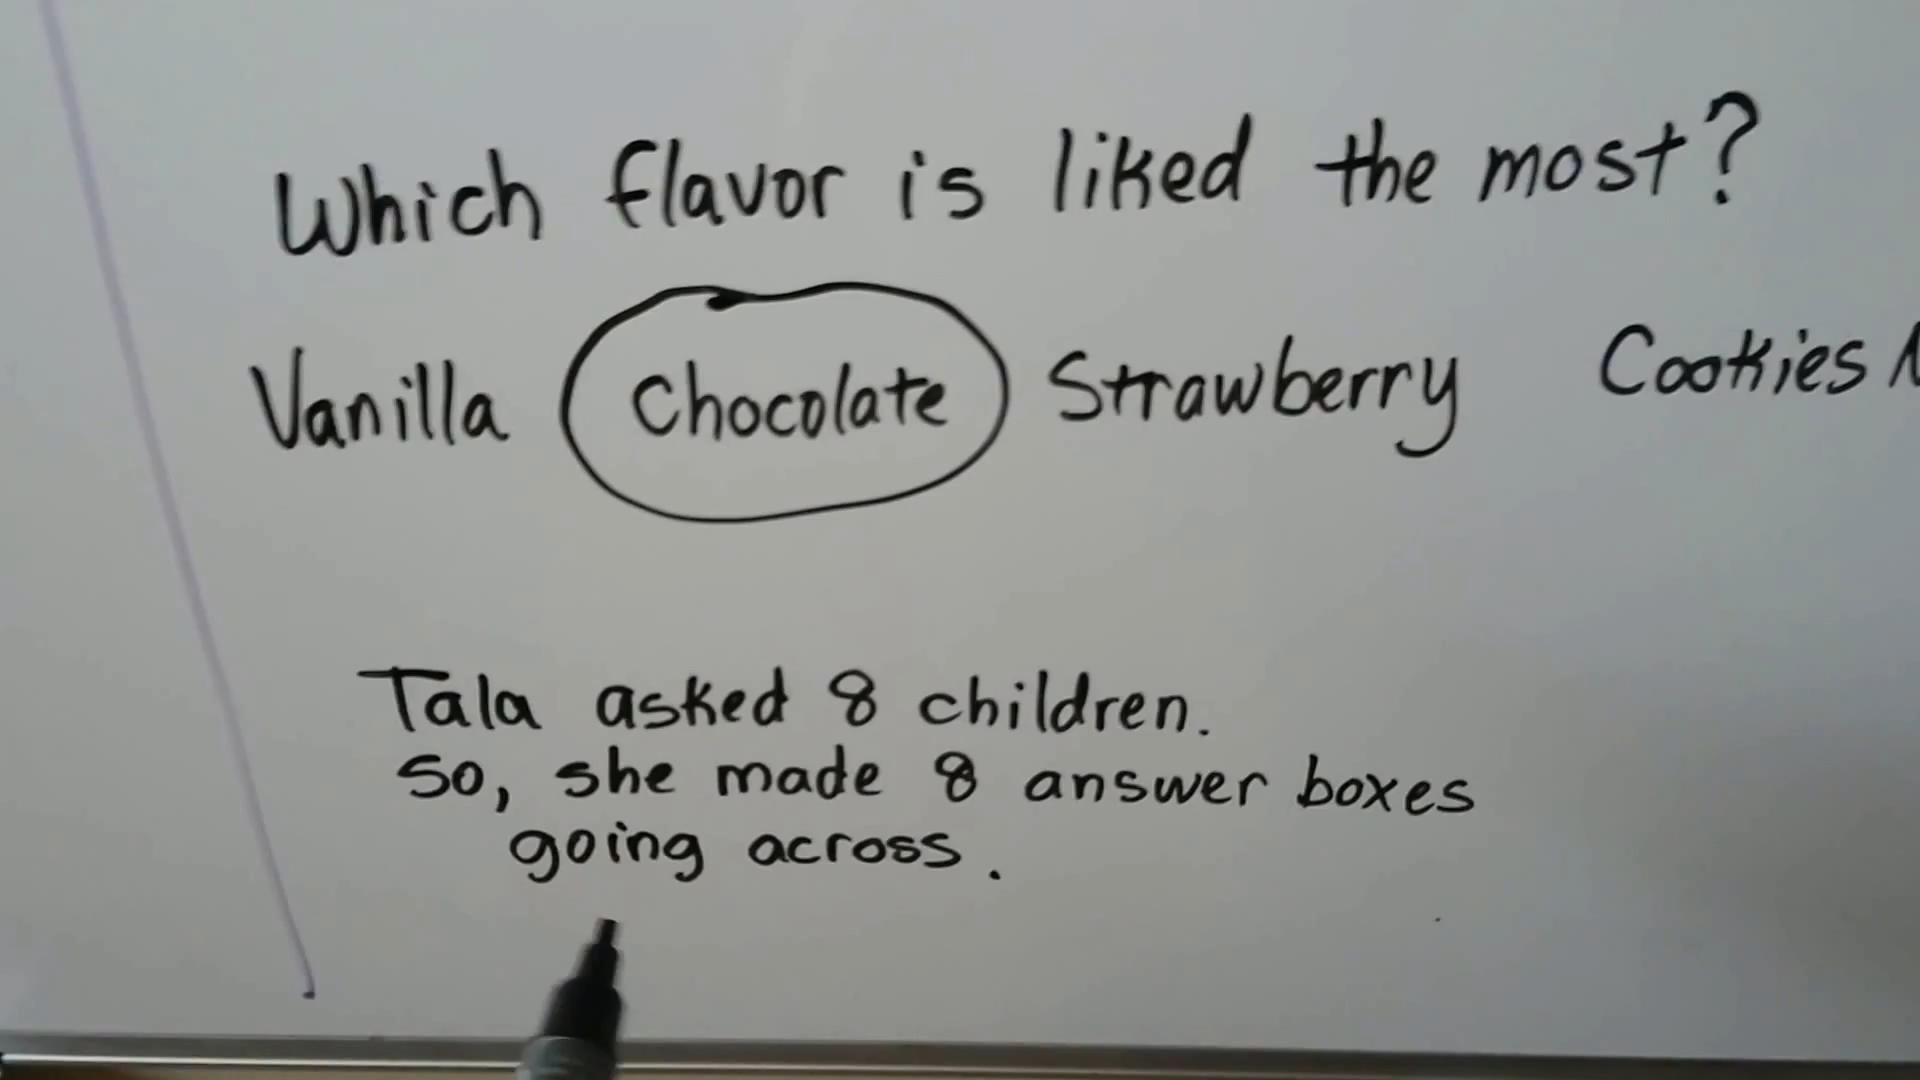 Which flavor is liked the most?
Vanilla Chocolate Strawberry Cookies
Tala asked 8 children.
So, she made 8 answer boxes
going across.